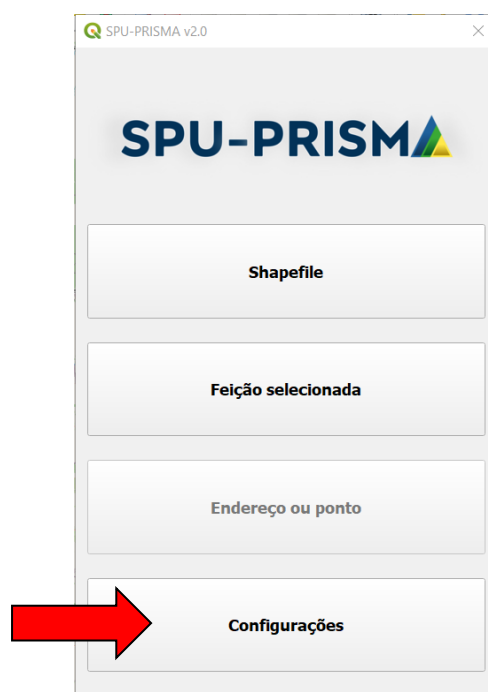 SPU-PRISMA v2.0
SPU-PRISMA
Shapefile
Feição selecionada
Endereço ou ponto
Configurações